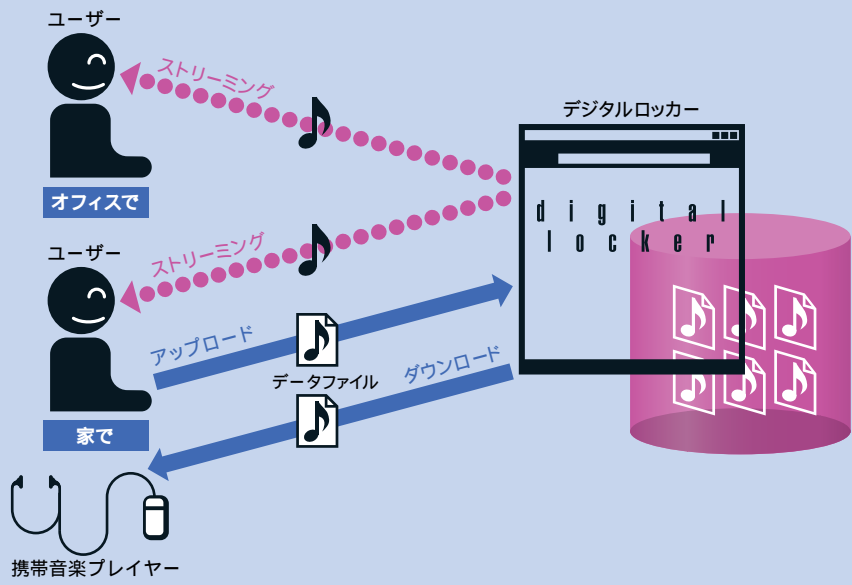 ユーザー
ストリーミング
オフィスで
デジタルロッカー
digital
locker
ユーザー
ストリーミング
アップロード
データファイル
ダウンロード
家で
携帯音楽プレイヤー